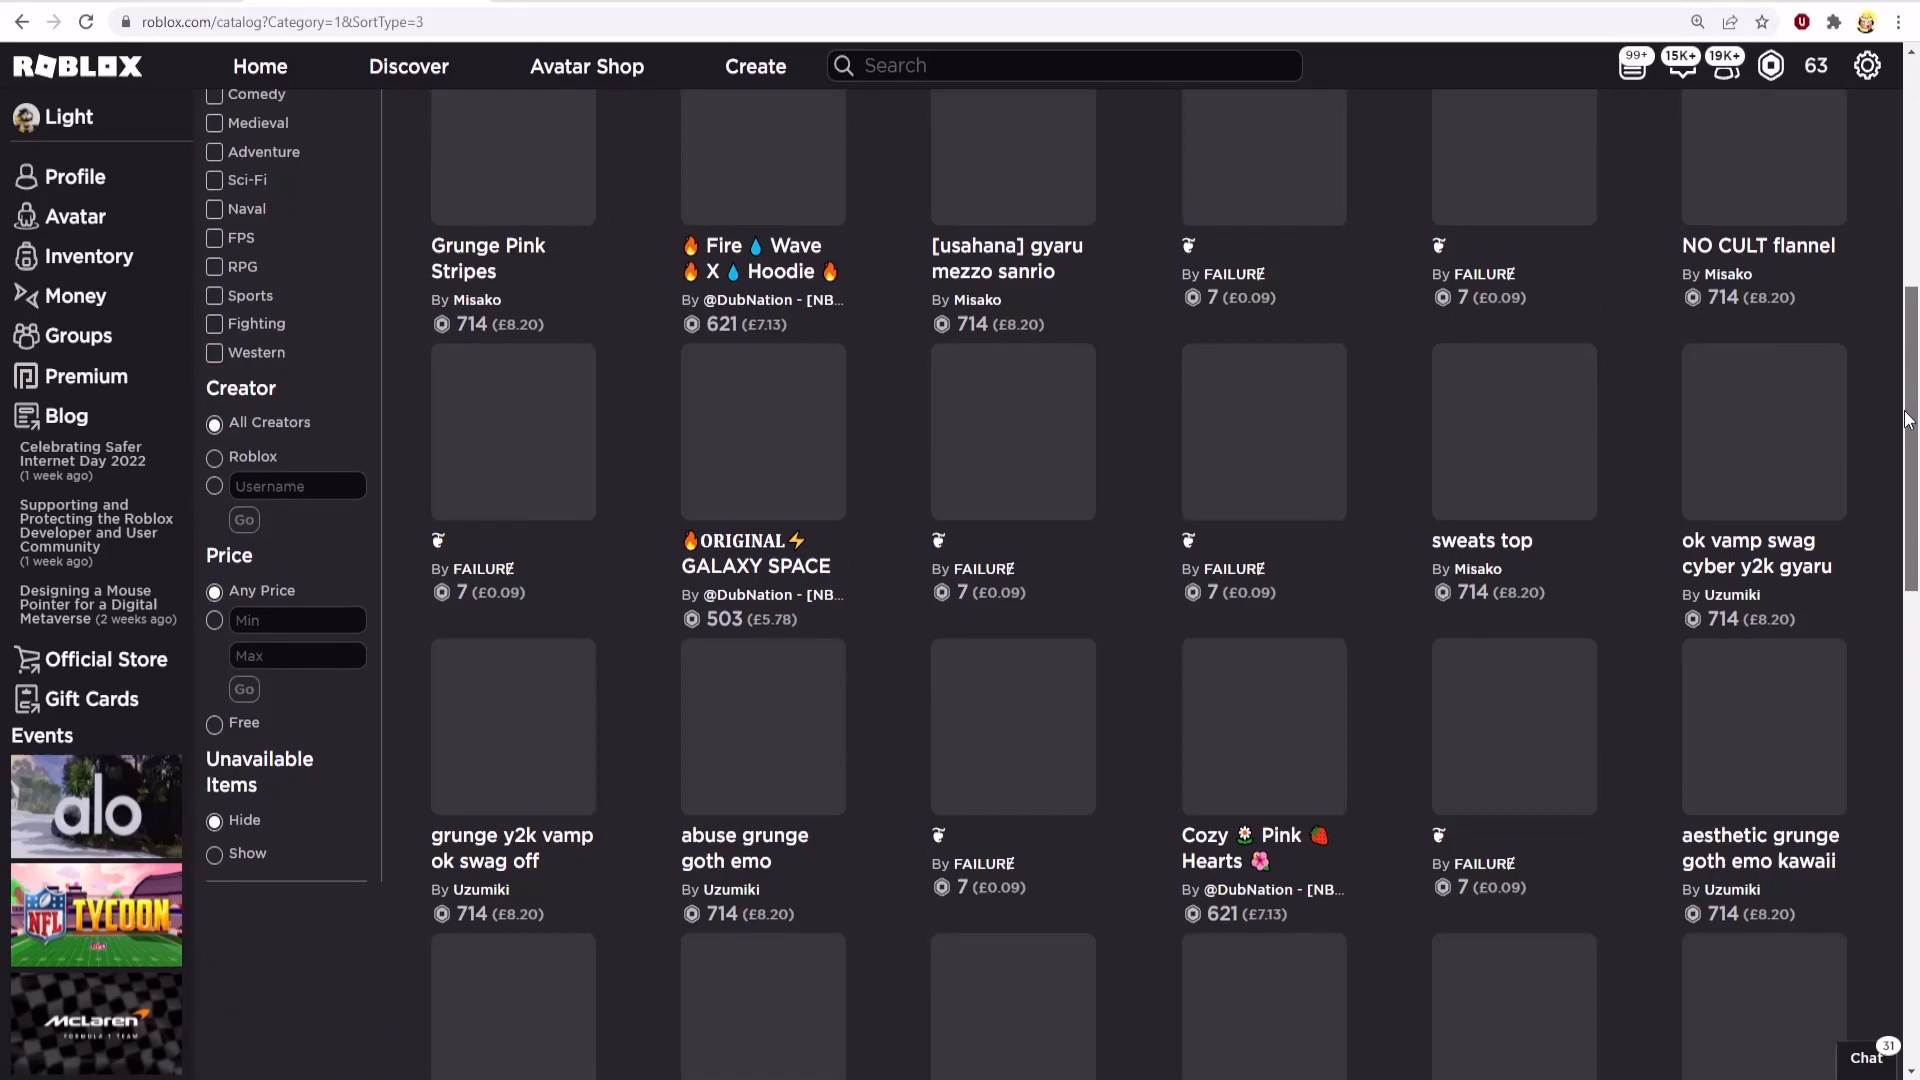 roblox.com/catalog?Category=1&SortType=3
ROBLOX
Home
Discover
Avatar Shop
Create
Search
99+
15K+
19K+
63
Light
Profile
Avatar
Inventory
Money
Groups
Premium
Blog
Celebrating Safer
Internet Day 2022
(1 week ago)
Supporting and
Protecting the Roblox
Developer and User
Community
(1 week ago)
Designing a Mouse
Pointer for a Digital
Metaverse (2 weeks ago)
Official Store
Gift Cards
Events
alo
NFL TYCOON
McLaren
FORMULA 1 TEAM
Comedy
Medieval
Adventure
Sci-Fi
Naval
FPS
RPG
Sports
Fighting
Western
Creator
All Creators
Roblox
Username
Go
Price
Any Price
Min
Max
Go
Free
Unavailable
Items
Hide
Show
Grunge Pink
Stripes
By Misako
714 (£8.20)
🔥 Fire 💧 Wave
🔥 X 💧 Hoodie 🔥
By @DubNation - [NB...
621 (£7.13)
[usahana] gyaru
mezzo sanrio
By Misako
714 (£8.20)
❦
By FAILURɆ
7 (£0.09)
❦
By FAILURɆ
7 (£0.09)
NO CULT flannel
By Misako
714 (£8.20)
❦
By FAILURɆ
7 (£0.09)
🔥𝐎𝐑𝐈𝐆𝐈𝐍𝐀𝐋⚡
GALAXY SPACE
By @DubNation - [NB...
503 (£5.78)
❦
By FAILURɆ
7 (£0.09)
❦
By FAILURɆ
7 (£0.09)
sweats top
By Misako
714 (£8.20)
ok vamp swag
cyber y2k gyaru
By Uzumiki
714 (£8.20)
grunge y2k vamp
ok swag off
By Uzumiki
714 (£8.20)
abuse grunge
goth emo
By Uzumiki
714 (£8.20)
❦
By FAILURɆ
7 (£0.09)
Cozy 🌼 Pink 🍓
Hearts 🌺
By @DubNation - [NB...
621 (£7.13)
❦
By FAILURɆ
7 (£0.09)
aesthetic grunge
goth emo kawaii
By Uzumiki
714 (£8.20)
Chat
31